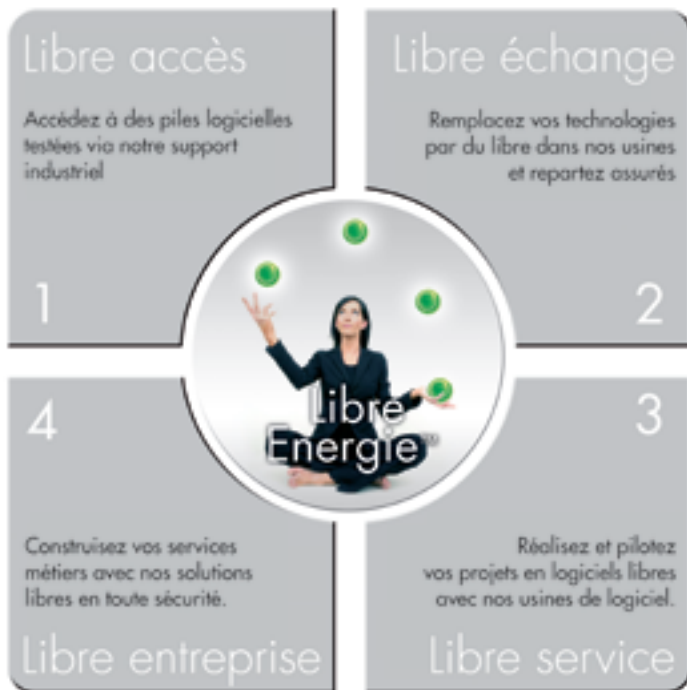 Libre accès
Accédez à des piles logicielles
testées via notre support
industriel
1
Libre échange
Remplacez vos technologies
par du libre dans nos usines
et repartez assurés
2
Libre
Energie™
3
Réalisez et pilotez
vos projets en logiciels libres
avec nos usines de logiciel.
Libre service
4
Construisez vos services
métiers avec nos solutions
libres en toute sécurité.
Libre entreprise